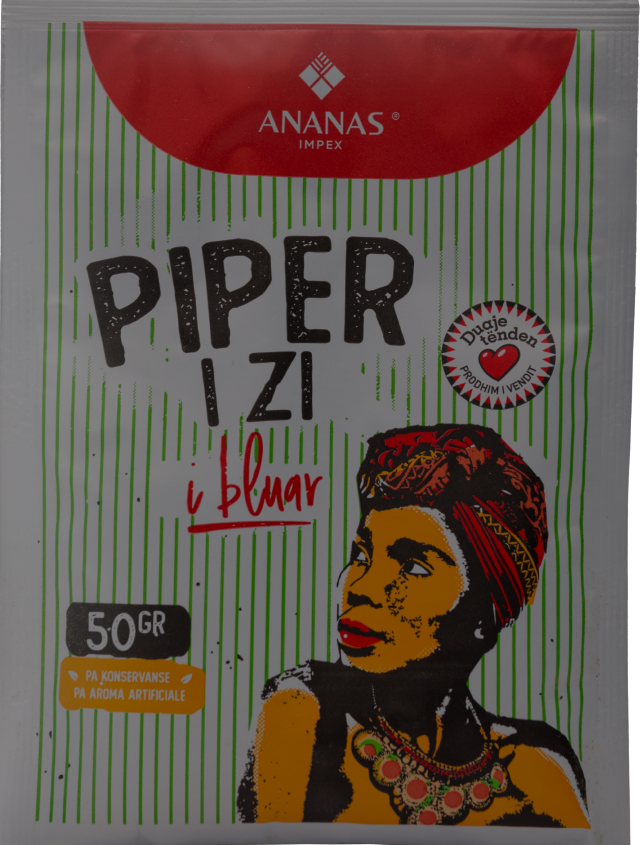 ANANAS ®
IMPEX
PIPER
I ZI
i bluar
Duaje
tënden
PRODHIM I VENDIT
50GR
PA KONSERVANSE
PA AROMA ARTIFICIALE